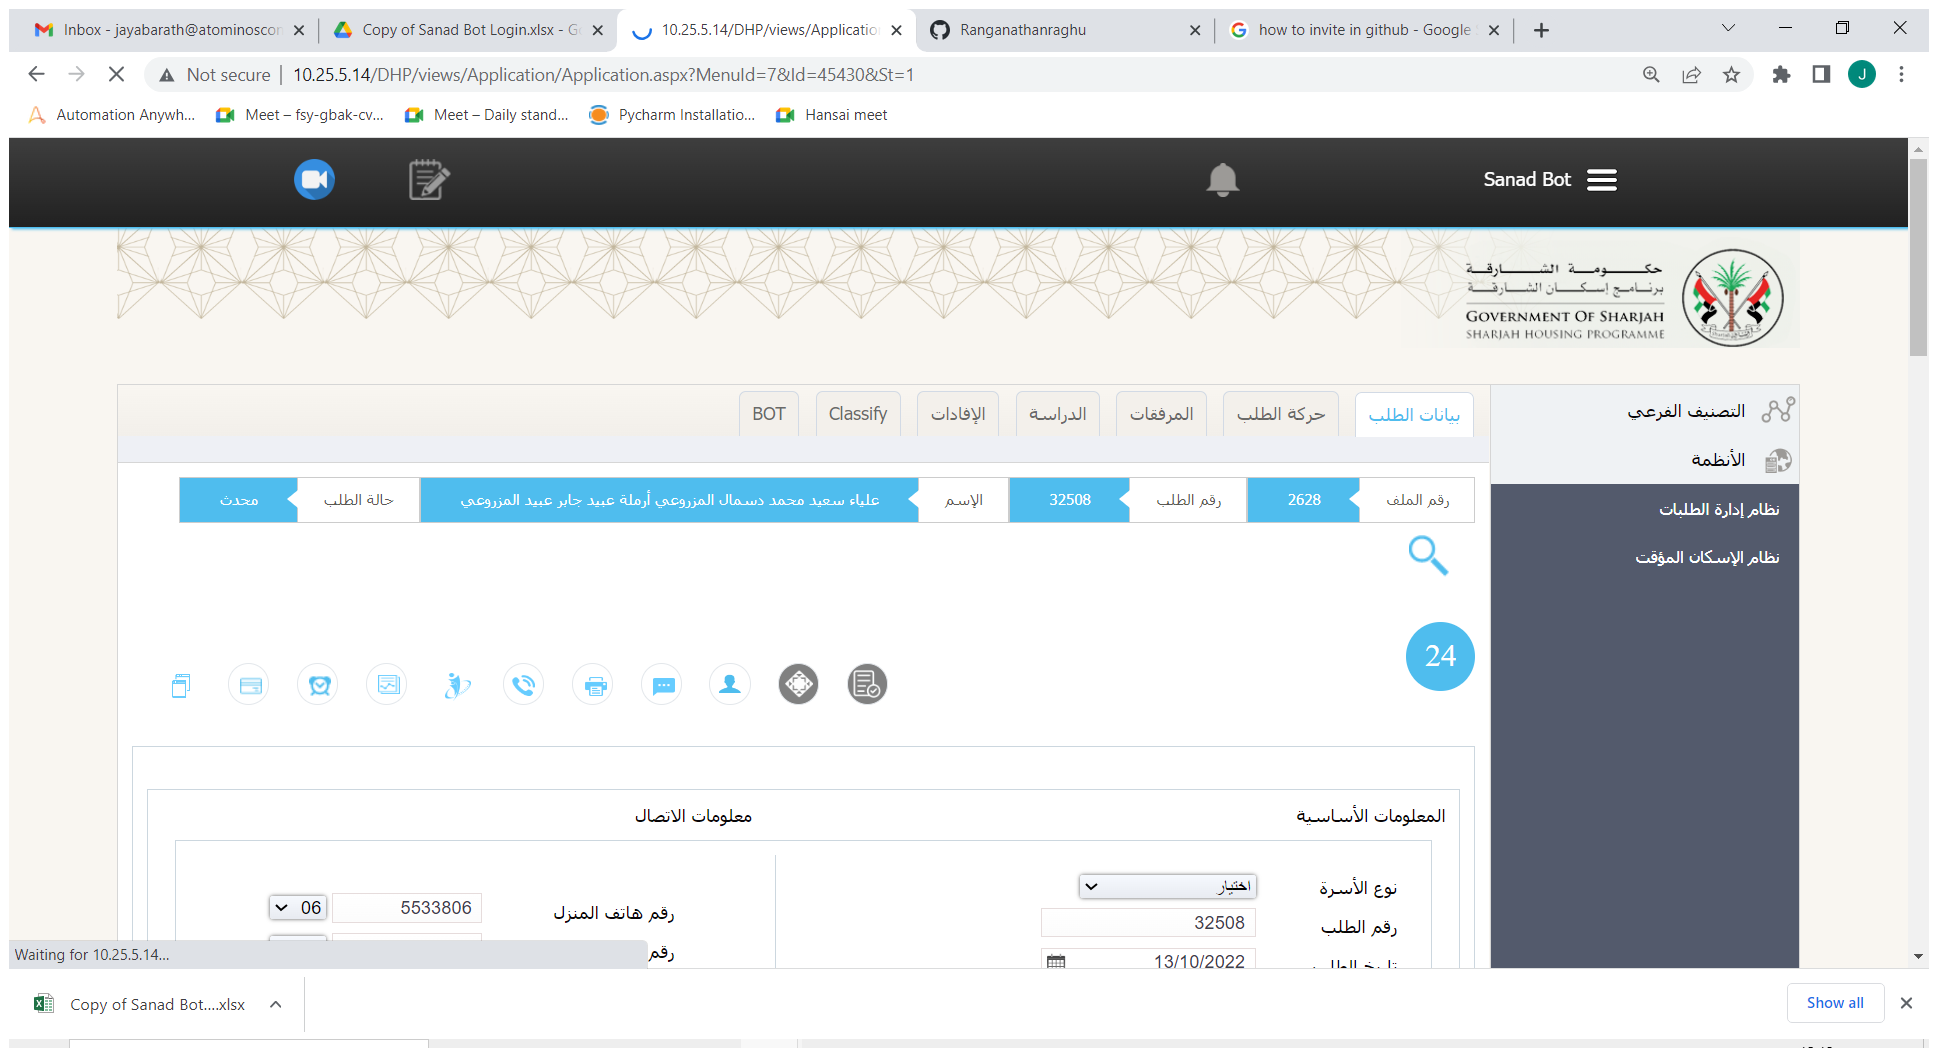 Inbox - jayabarath@atominoscon
Copy of Sanad Bot Login.xlsx - Go
10.25.5.14/DHP/views/Applicatio
Ranganathanraghu
how to invite in github - Google S
Not secure | 10.25.5.14/DHP/views/Application/Application.aspx?MenuId=7&Id=45430&St=1
J
Automation Anywh...
Meet – fsy-gbak-cv...
Meet – Daily stand...
Pycharm Installatio...
Hansai meet
Sanad Bot
حكومة الشارقة
برنامج إسكان الشارقة
GOVERNMENT OF SHARJAH
SHARJAH HOUSING PROGRAMME
التصنيف الفرعي
الأنظمة
نظام إدارة الطلبات
نظام الإسكان المؤقت
بيانات الطلب
حركة الطلب
المرفقات
الدراسة
الإفادات
Classify
BOT
رقم الملف
2628
رقم الطلب
32508
الإسم
علياء سعيد محمد دسمال المزروعي أرملة عبيد جابر عبيد المزروعي
حالة الطلب
محدث
24
المعلومات الأساسية
معلومات الاتصال
نوع الأسرة
اختيار
رقم هاتف المنزل
5533806
06
رقم الطلب
32508
رقم
تاريخ الطلب
13/10/2022
Waiting for 10.25.5.14...
Copy of Sanad Bot....xlsx
Show all